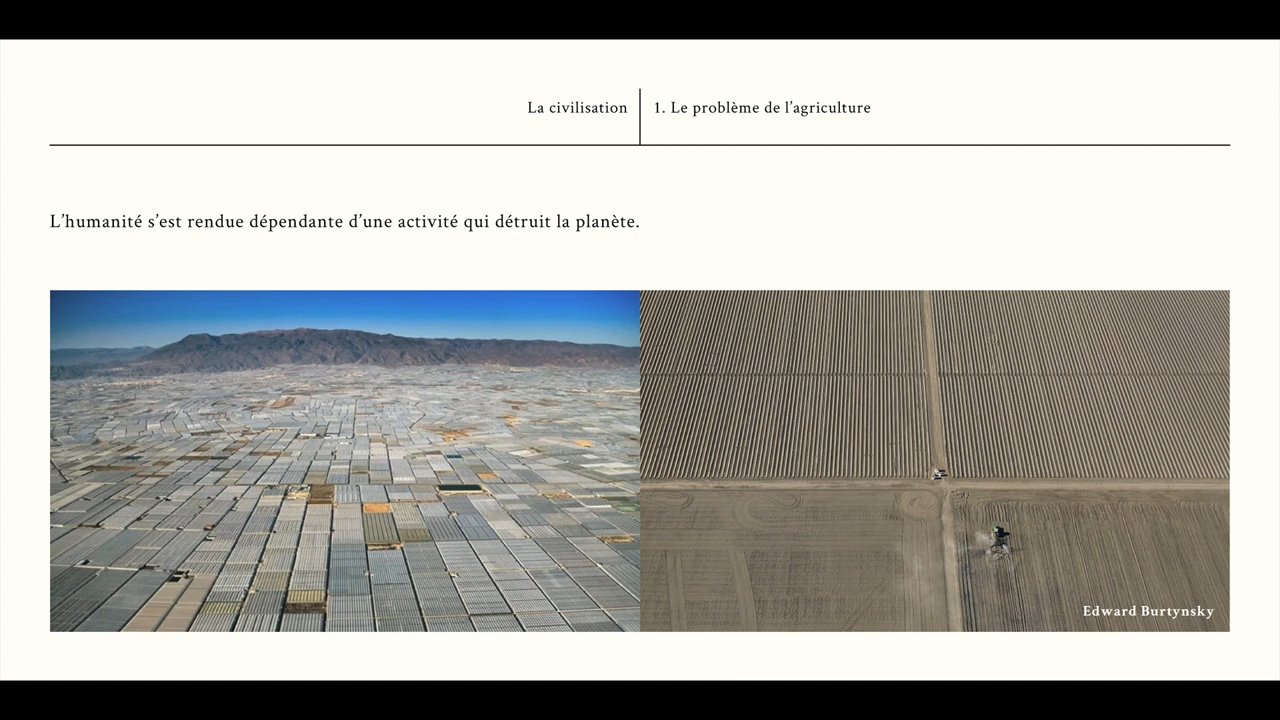 La civilisation
1. Le problème de l’agriculture
L’humanité s’est rendue dépendante d’une activité qui détruit la planète.
Edward Burtynsky